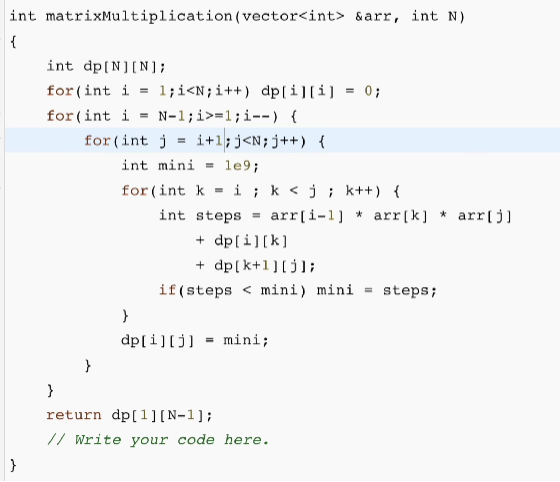 int matrixMultiplication(vector<int> &arr, int N)
{
    int dp[N][N];
    for(int i = 1;i<N;i++) dp[i][i] = 0;
    for(int i = N-1;i>=1;i--) {
        for(int j = i+1;j<N;j++) {
            int mini = 1e9;
            for(int k = i ; k < j ; k++) {
                int steps = arr[i-1] * arr[k] * arr[j]
                    + dp[i][k]
                    + dp[k+1][j];
                if(steps < mini) mini = steps;
            }
            dp[i][j] = mini;
        }
    }
    return dp[1][N-1];
    // Write your code here.
}